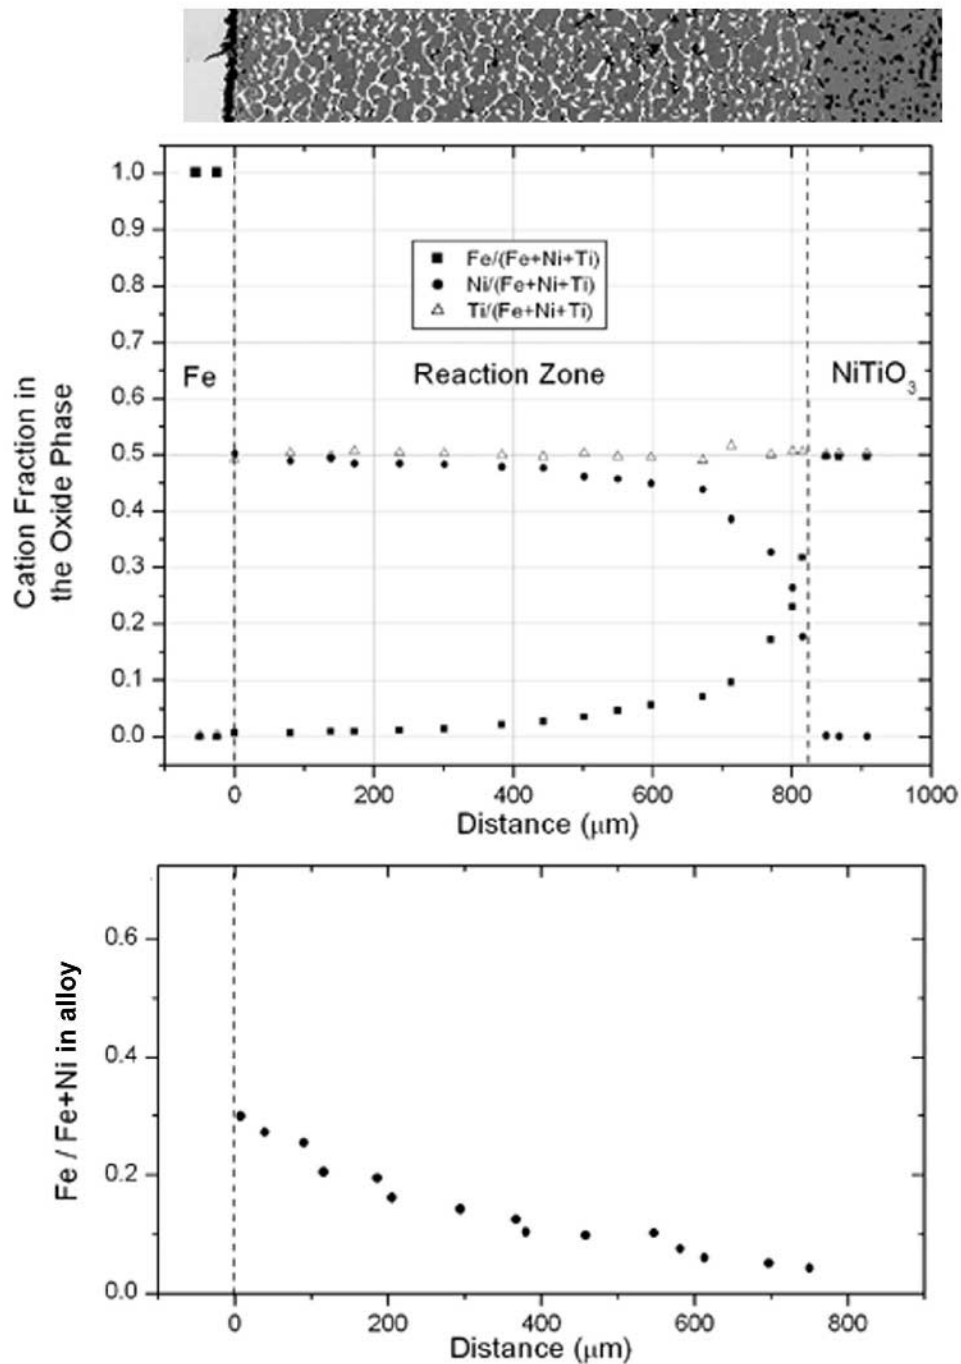 1.0
0.9
0.8
0.7
0.6
0.5
0.4
0.3
0.2
0.1
0.0
Cation Fraction in
the Oxide Phase
Fe/(Fe+Ni+Ti)
Ni/(Fe+Ni+Ti)
Ti/(Fe+Ni+Ti)
Fe
Reaction Zone
NiTiO₃
0 200 400 600 800 1000
Distance (μm)
0.6
0.4
0.2
0.0
Fe / Fe+Ni in alloy
0 200 400 600 800
Distance (μm)